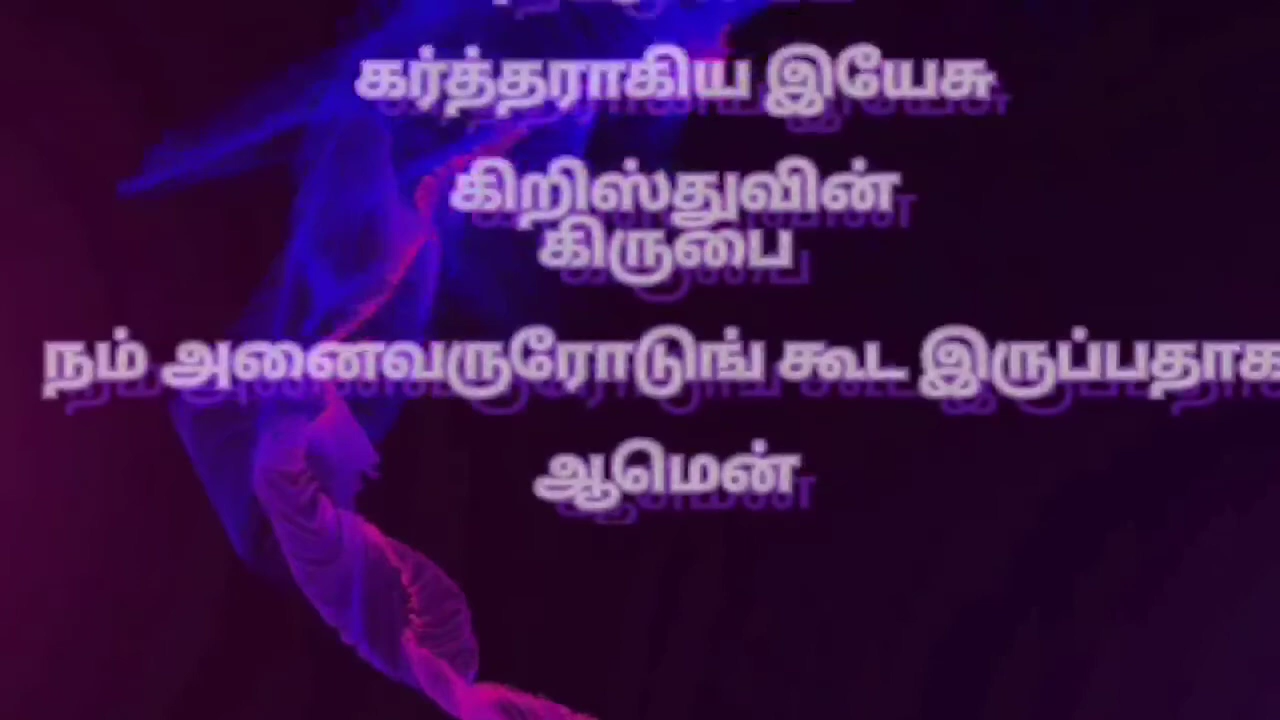 கர்த்தராகிய இயேசு
கிறிஸ்துவின்
கிருபை
நம் அனைவருரோடுங் கூட இருப்பதாக
ஆமென்